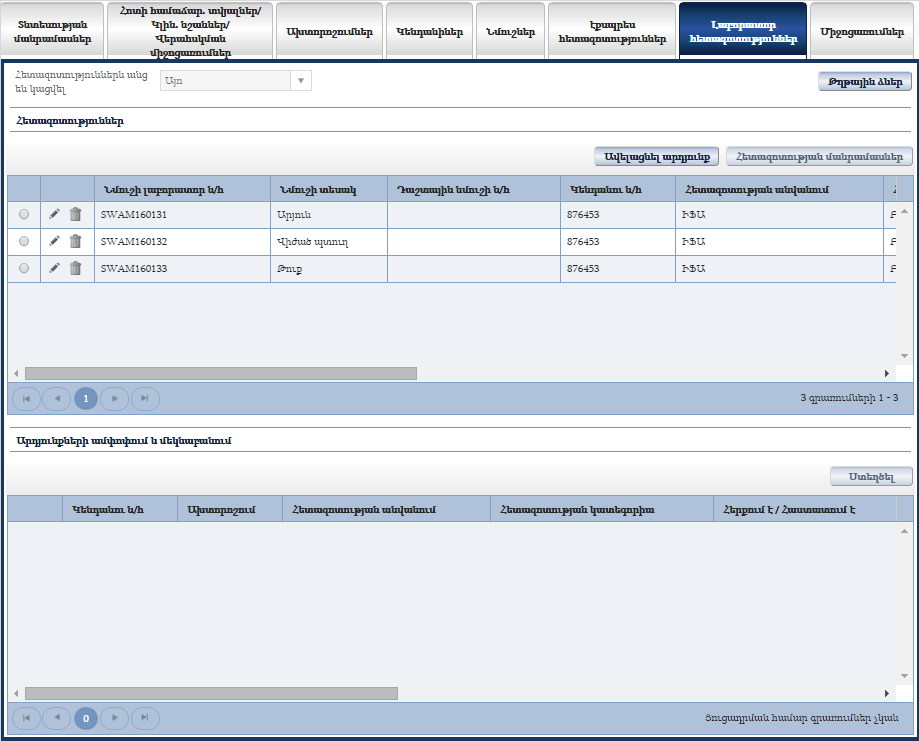 Տնտեսության
մանրամասներ
Հոտի համաճար. տվյալներ/
Կլին. նշաններ/
Վերահսկման
միջոցառումներ
Ախտորոշումներ
Կենդանիներ
Նմուշներ
Էքսպրես
հետազոտություններ
Լաբորատոր
հետազոտություններ
Միջոցառումներ
Հետազոտություններն անց
են կացվել
Այո
Թղթային ձևեր
Հետազոտություններ
Ավելացնել արդյունք
Հետազոտության մանրամասներ
Նմուշի լաբորատոր ն/հ
Նմուշի տեսակ
Դաշտային նմուշի ն/հ
Կենդանու ն/հ
Հետազոտության անվանում
SWAM160131
Արյուն
876453
ԻՖԱ
SWAM160132
Վիժած պտուղ
876453
ԻՖԱ
SWAM160133
Թուք
876453
ԻՖԱ
1
3 գրառումների 1 - 3
Արդյունքների ամփոփում և մեկնաբանում
Ստեղծել
Կենդանու ն/հ
Ախտորոշում
Հետազոտության անվանում
Հետազոտության կատեգորիա
Հերքում է / Հաստատում է
0
Ցուցադրման համար գրառումներ չկան